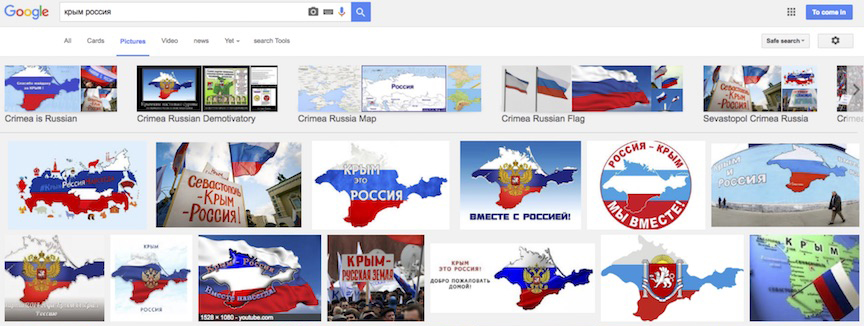 Google
крым россия
To come in
All Cards Pictures Video news Yet search Tools
Safe search
Россия
Crimea is Russian
Crimea Russian Demotivatory
Crimea Russia Map
Crimea Russian Flag
Sevastopol Crimea Russia
СЕВАСТОПОЛЬ
-КРЫМ
-РОССИЯ!
КРЫМ
ЭТО
РОССИЯ
ВМЕСТЕ С РОССИЕЙ!
РОССИЯ - КРЫМ
МЫ ВМЕСТЕ!
КРЫМ
И
РОССИЯ
КРЫМ
РОССИЯ
Крым Россия
Вместе навсегда!
1528 × 1080 - youtube.com
КРЫМ-
РУССКАЯ ЗЕМЛЯ
КРЫМ
ЭТО РОССИЯ!
ДОБРО ПОЖАЛОВАТЬ
ДОМОЙ!
КРЫМ